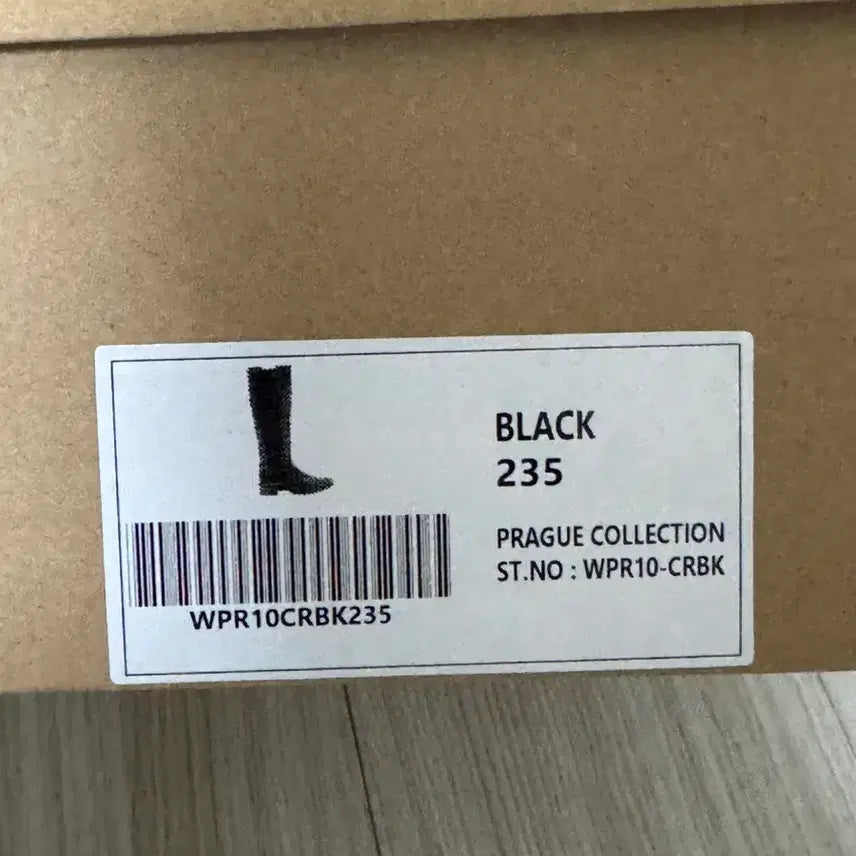 BLACK
235
PRAGUE COLLECTION
ST.NO : WPR10-CRBK
WPR10CRBK235